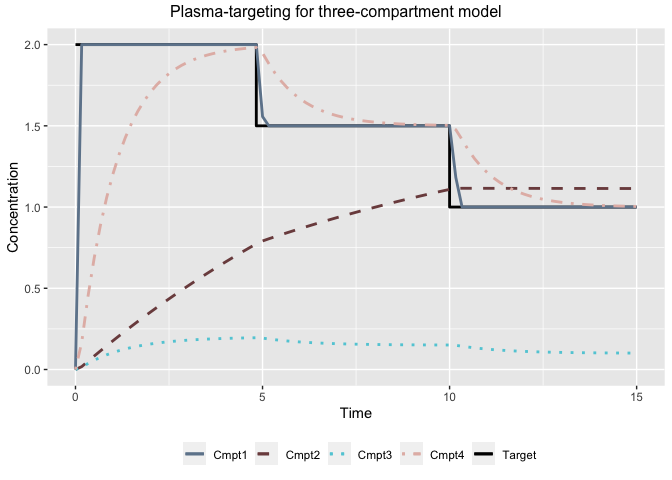 Plasma-targeting for three-compartment model
2.0
1.5
1.0
0.5
0.0
Concentration
0 5 10 15
Time
Cmpt1 Cmpt2 Cmpt3 Cmpt4 Target